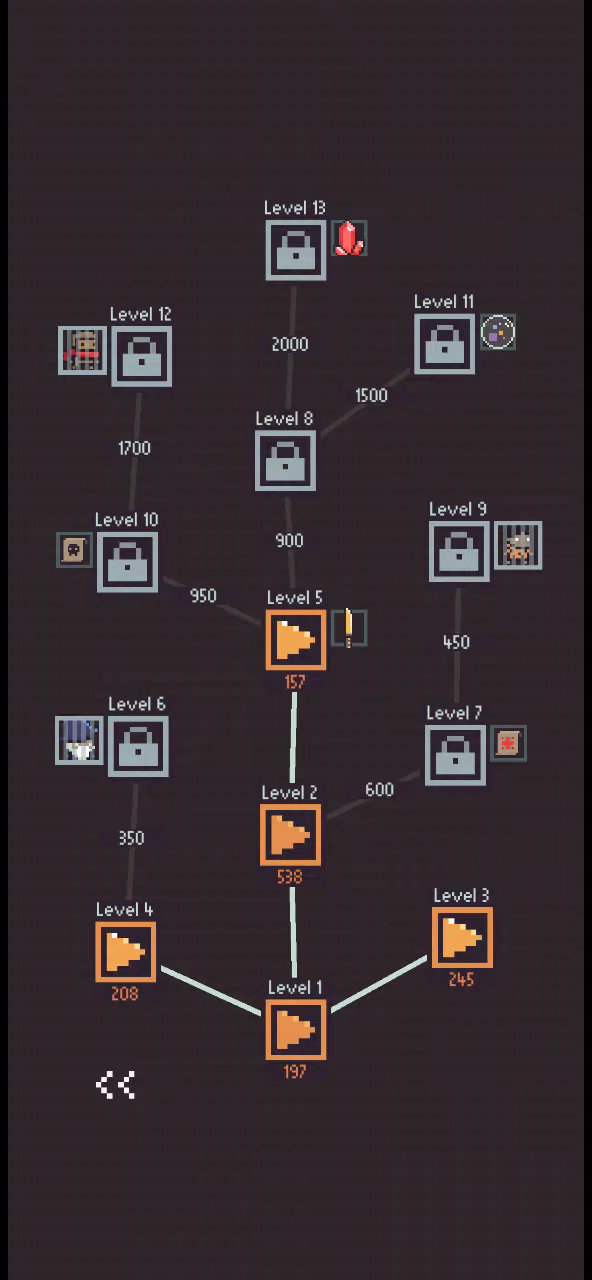 Level 13
Level 11
Level 12
2000
1500
Level 8
1700
Level 9
Level 10
900
950
Level 5
450
157
Level 6
Level 7
600
Level 2
350
538
Level 3
Level 4
245
Level 1
208
197